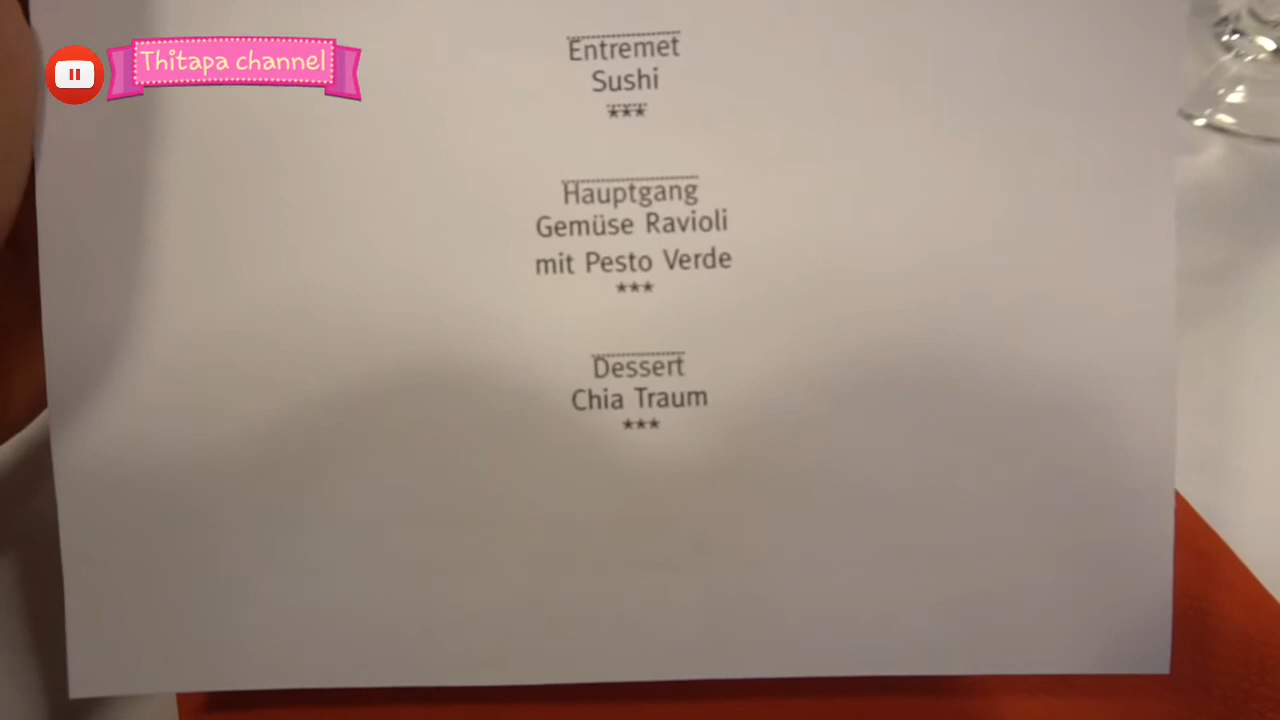 Thitapa channel
Entremet
Sushi
***
Hauptgang
Gemüse Ravioli
mit Pesto Verde
***
Dessert
Chia Traum
***